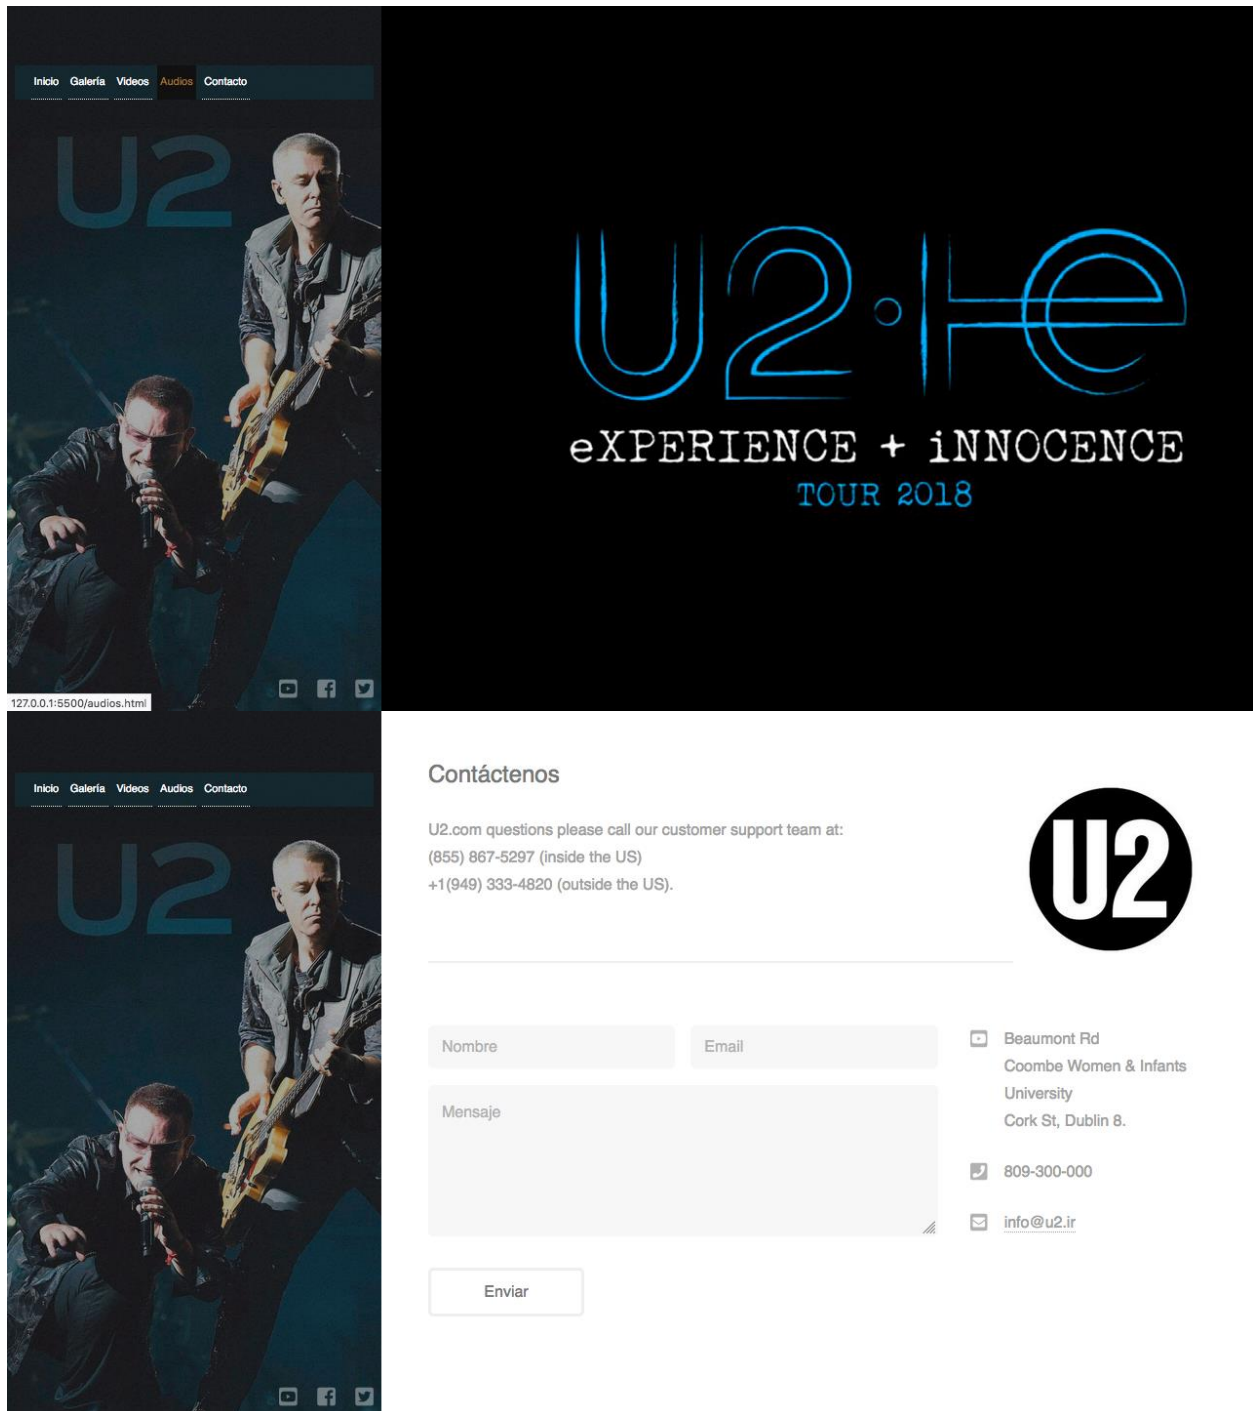 Inicio Galería Videos Audios Contacto
U2
U2
eXPERIENCE + iNNOCENCE
TOUR 2018
127.0.0.1:5500/audios.html
Inicio Galería Videos Audios Contacto
U2
Contáctenos
U2.com questions please call our customer support team at:
(855) 867-5297 (inside the US)
+1(949) 333-4820 (outside the US).
U2
Nombre
Email
Mensaje
Enviar
Beaumont Rd
Coombe Women & Infants
University
Cork St, Dublin 8.
809-300-000
info@u2.ir